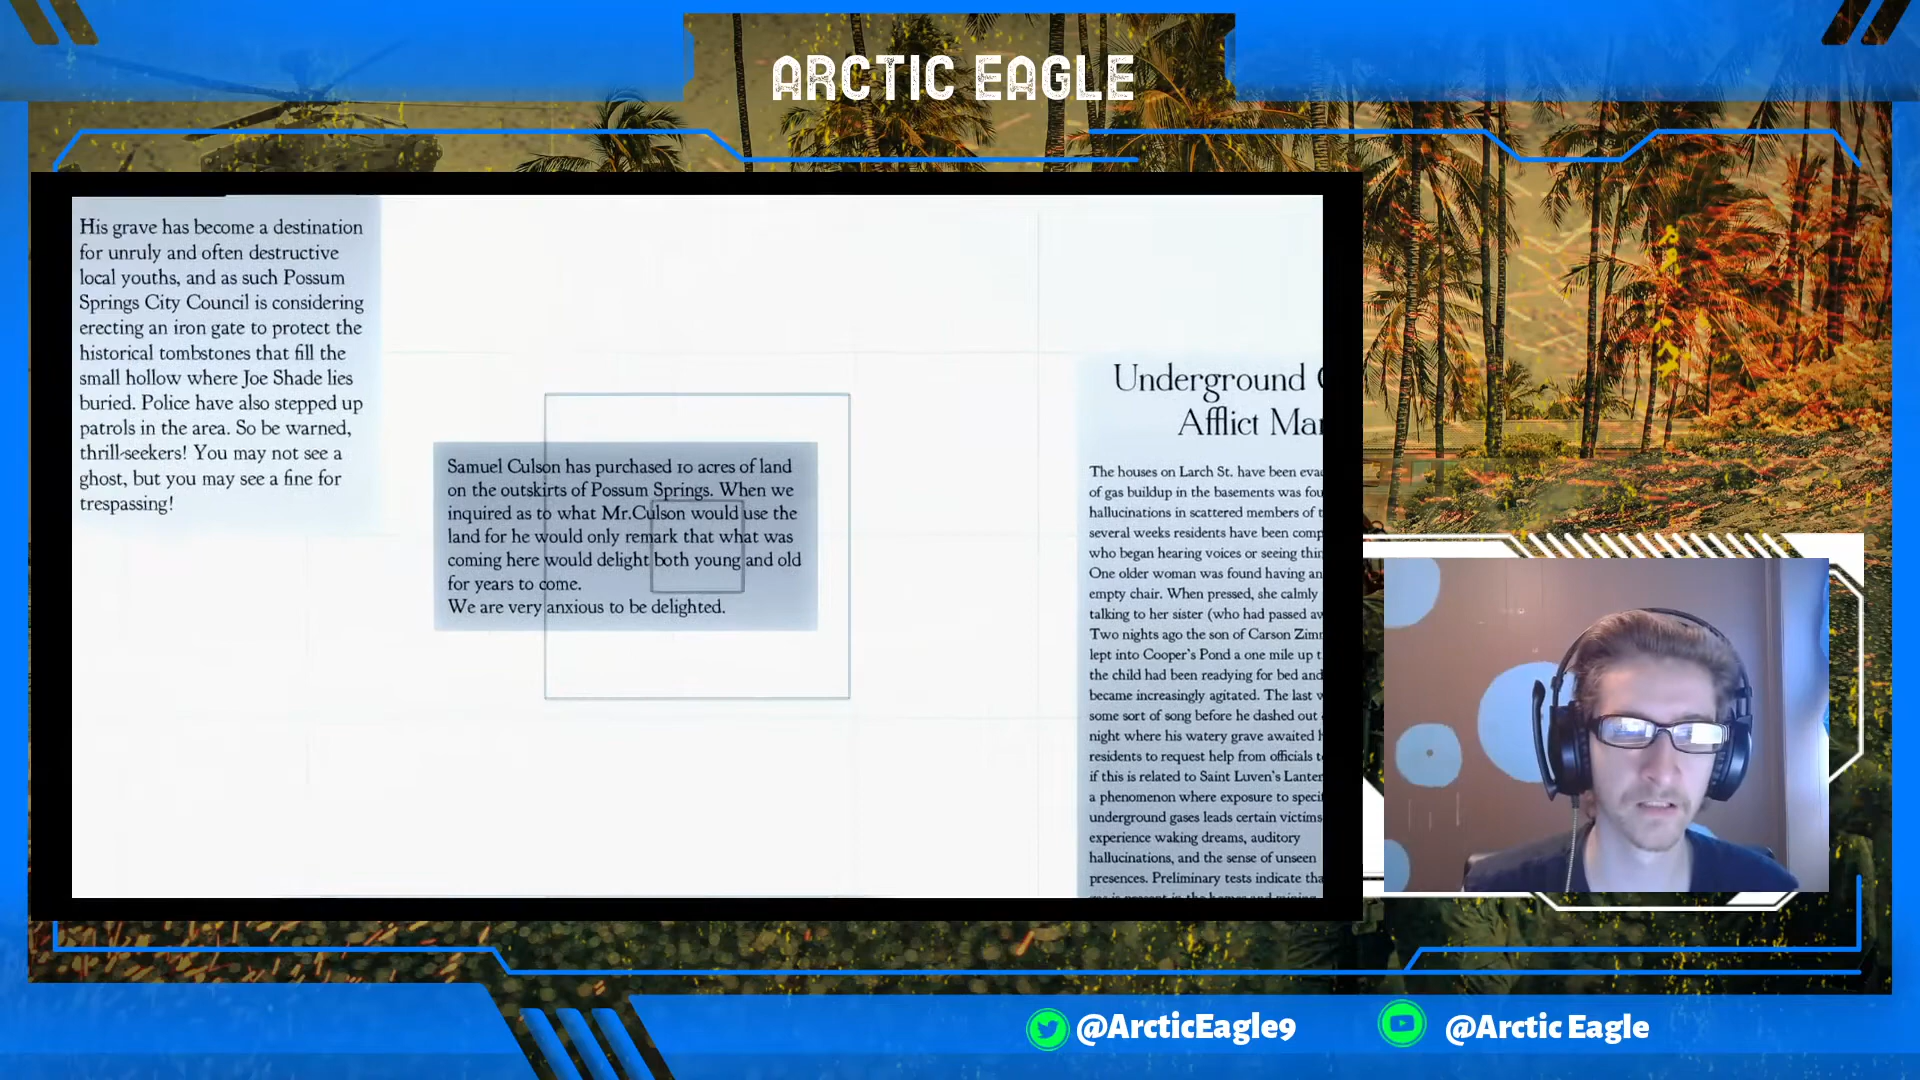 ARCTIC EAGLE
His grave has become a destination
for unruly and often destructive
local youths, and as such Possum
Springs City Council is considering
erecting an iron gate to protect the
historical tombstones that fill the
small hollow where Joe Shade lies
buried. Police have also stepped up
patrols in the area. So be warned,
thrill-seekers! You may not see a
ghost, but you may see a fine for
trespassing!
Samuel Culson has purchased 10 acres of land
on the outskirts of Possum Springs. When we
inquired as to what Mr.Culson would use the
land for he would only remark that what was
coming here would delight both young and old
for years to come.
We are very anxious to be delighted.
Underground
Afflict
The houses on Larch St. have been
of gas buildup in the basements was
hallucinations in scattered members of
several weeks residents have been
who began hearing voices or seeing
One older woman was found having
empty chair. When pressed, she calmly
talking to her sister (who had passed
Two nights ago the son of Carson
lept into Cooper's Pond a one mile up
the child had been readying for bed and
became increasingly agitated. The last
some sort of song before he dashed out
night where his watery grave awaited
residents to request help from officials
if this is related to Saint Luven's
a phenomenon where exposure to
underground gases leads certain victims
experience waking dreams, auditory
hallucinations, and the sense of unseen
presences. Preliminary tests indicate
@ArcticEagle9
@Arctic Eagle